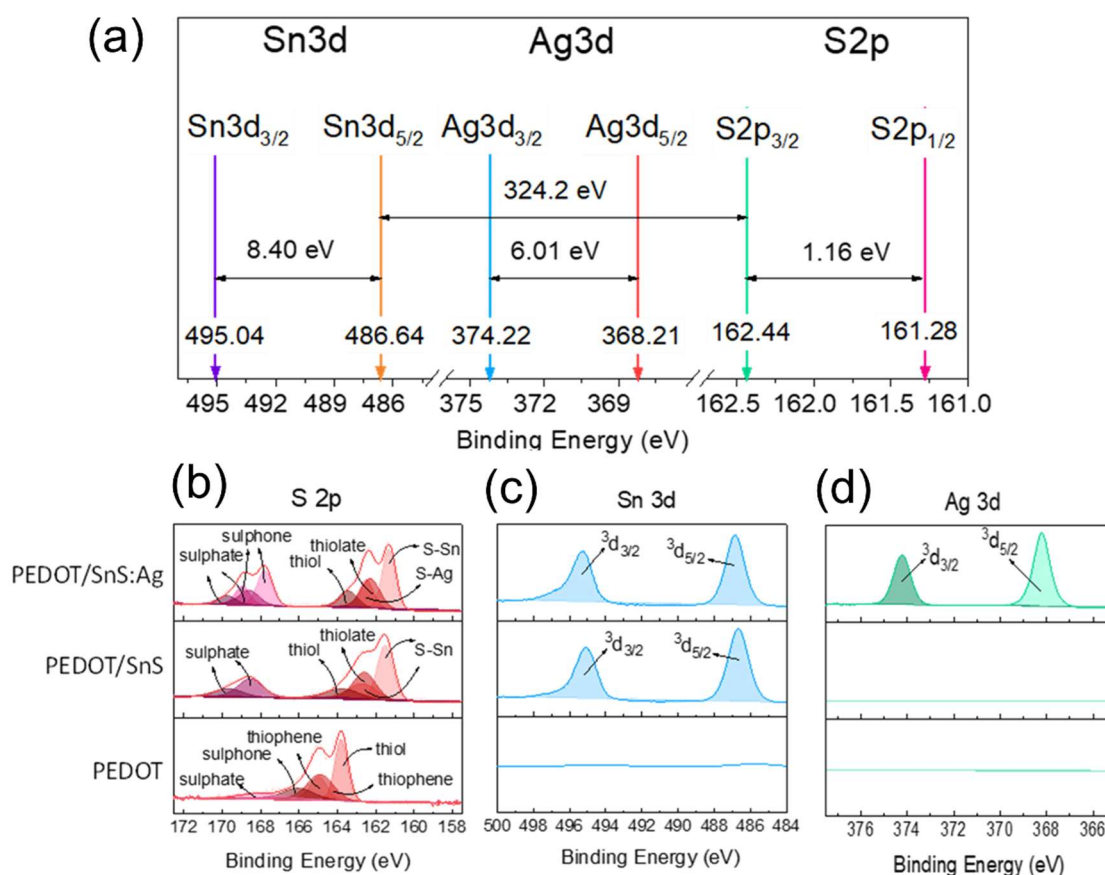 (a)
Sn3d Ag3d S2p
Sn3d3/2 Sn3d5/2 Ag3d3/2 Ag3d5/2 S2p3/2 S2p1/2
324.2 eV
8.40 eV 6.01 eV 1.16 eV
495.04 486.64 374.22 368.21 162.44 161.28
495 492 489 486 375 372 369 162.5 162.0 161.5 161.0
Binding Energy (eV)
(b) (c) (d)
S 2p Sn 3d Ag 3d
PEDOT/SnS:Ag
sulphate sulphone thiol thiolate S-Sn S-Ag
3d3/2 3d5/2
3d3/2 3d5/2
PEDOT/SnS
sulphate thiol thiolate S-Sn
3d3/2 3d5/2
PEDOT
sulphate sulphone thiophene thiol thiophene
172 170 168 166 164 162 160 158
500 498 496 494 492 490 488 486 484
376 374 372 370 368 366
Binding Energy (eV) Binding Energy (eV) Binding Energy (eV)